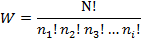 W = N! / n₁! n₂! n₃! … nᵢ!